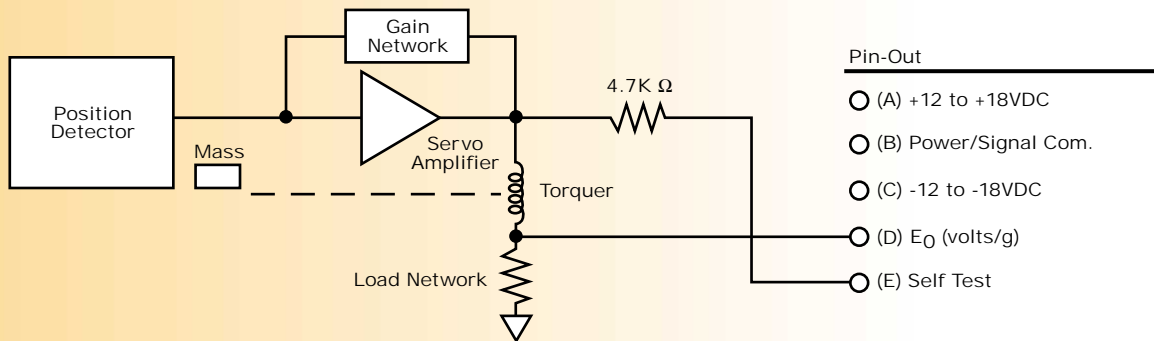 Gain
Network
Position
Detector
Mass
Servo
Amplifier
4.7K Ω
Torquer
Load Network
Pin-Out
(A) +12 to +18VDC
(B) Power/Signal Com.
(C) -12 to -18VDC
(D) E0 (volts/g)
(E) Self Test